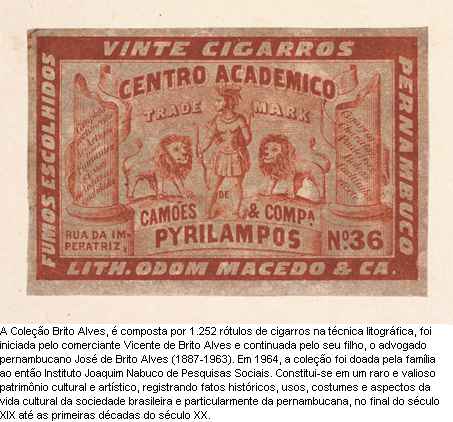 VINTE CIGARROS
FUMOS ESCOLHIDOS
PERNAMBUCO
CENTRO ACADEMICO
TRADE MARK
DE
CAMÕES & COMPA.
PYRILAMPOS
RUA DA IM-
PERATRIZ,
No. 36
LITH. ODOM MACEDO & CA.
A Coleção Brito Alves, é composta por 1.252 rótulos de cigarros na técnica litográfica, foi
iniciada pelo comerciante Vicente de Brito Alves e continuada pelo seu filho, o advogado
pernambucano José de Brito Alves (1887-1963). Em 1964, a coleção foi doada pela família
ao então Instituto Joaquim Nabuco de Pesquisas Sociais. Constitui-se em um raro e valioso
patrimônio cultural e artístico, registrando fatos históricos, usos, costumes e aspectos da
vida cultural da sociedade brasileira e particularmente da pernambucana, no final do século
XIX até as primeiras décadas do século XX.